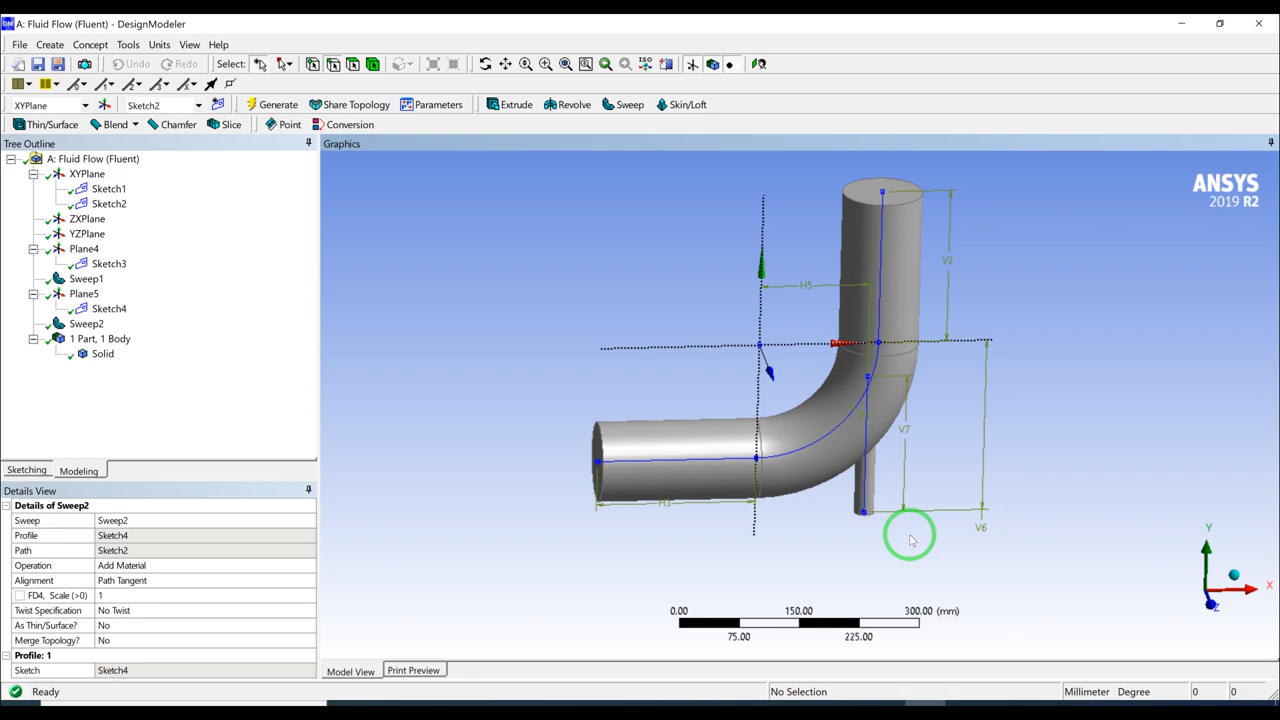 A: Fluid Flow (Fluent) - DesignModeler
File Create Concept Tools Units View Help
Undo Redo Select:
XYPlane Sketch2 Generate Share Topology Parameters Extrude Revolve Sweep Skin/Loft
Thin/Surface Blend Chamfer Slice Point Conversion
Tree Outline
A: Fluid Flow (Fluent)
XYPlane
Sketch1
Sketch2
ZXPlane
YZPlane
Plane4
Sketch3
Sweep1
Plane5
Sketch4
Sweep2
1 Part, 1 Body
Solid
Sketching Modeling
Details View
Details of Sweep2
Sweep Sweep2
Profile Sketch4
Path Sketch2
Operation Add Material
Alignment Path Tangent
FD4, Scale (>0) 1
Twist Specification No Twist
As Thin/Surface? No
Merge Topology? No
Profile: 1
Sketch Sketch4
Graphics
ANSYS
2019 R2
V2
H5
V7
H3
V6
Y
X
Z
0.00 150.00 300.00 (mm)
75.00 225.00
Model View Print Preview
Ready No Selection Millimeter Degree 0 0